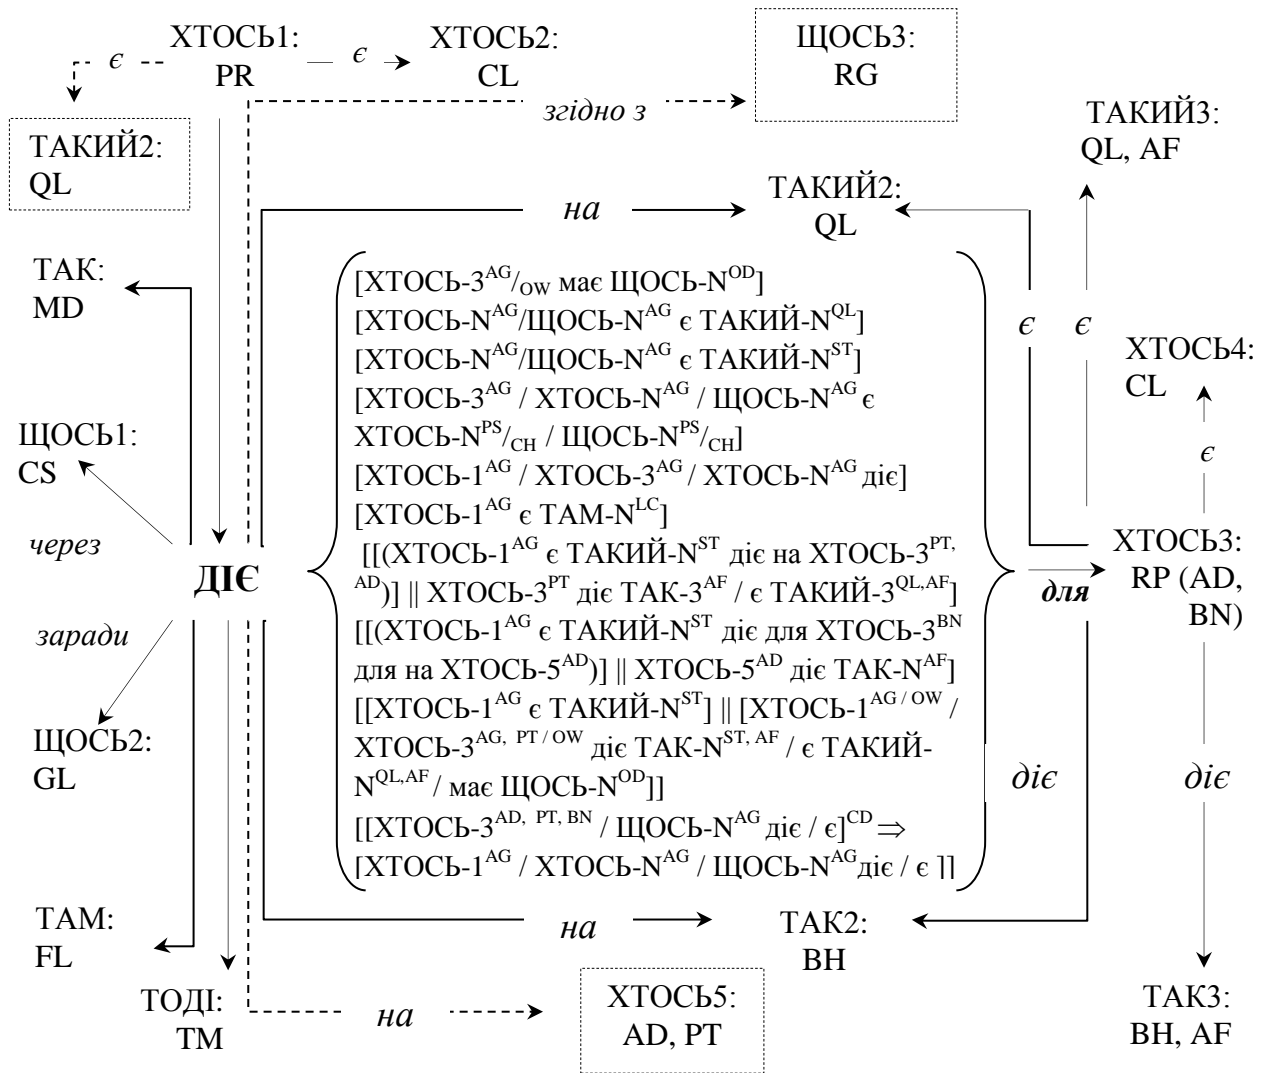 ХТОСЬ1:
PR
є
є
ХТОСЬ2:
CL
ЩОСЬ3:
RG
згідно з
ТАКИЙ2:
QL
ТАКИЙ3:
QL, AF
на
ТАКИЙ2:
QL
ТАК:
MD
є
є
ХТОСЬ4:
CL
є
ЩОСЬ1:
CS
через
ДІЄ
заради
ЩОСЬ2:
GL
[ХТОСЬ-3AG/OW має ЩОСЬ-NOD]
[ХТОСЬ-NAG/ЩОСЬ-NAG є ТАКИЙ-NQL]
[ХТОСЬ-NAG/ЩОСЬ-NAG є ТАКИЙ-NST]
[ХТОСЬ-3AG / ХТОСЬ-NAG / ЩОСЬ-NAG є
ХТОСЬ-NPS/CH / ЩОСЬ-NPS/CH]
[ХТОСЬ-1AG / ХТОСЬ-3AG / ХТОСЬ-NAG діє]
[ХТОСЬ-1AG є ТАМ-NLC]
[[(ХТОСЬ-1AG є ТАКИЙ-NST діє на ХТОСЬ-3PT,
AD)] || ХТОСЬ-3PT діє ТАК-3AF / є ТАКИЙ-3QL,AF]
[[(ХТОСЬ-1AG є ТАКИЙ-NST діє для ХТОСЬ-3BN
для на ХТОСЬ-5AD)] || ХТОСЬ-5AD діє ТАК-NAF]
[[ХТОСЬ-1AG є ТАКИЙ-NST] || [ХТОСЬ-1AG / OW /
ХТОСЬ-3AG, PT / OW діє ТАК-NST, AF / є ТАКИЙ-
NQL,AF / має ЩОСЬ-NOD]]
[[ХТОСЬ-3AD, PT, BN / ЩОСЬ-NAG діє / є]CD ⇒
[ХТОСЬ-1AG / ХТОСЬ-NAG / ЩОСЬ-NAGдіє / є ]]
для
ХТОСЬ3:
RP (AD,
BN)
діє
діє
ТАМ:
FL
на
ТАК2:
BH
ТОДІ:
TM
на
ХТОСЬ5:
AD, PT
ТАК3:
BH, AF